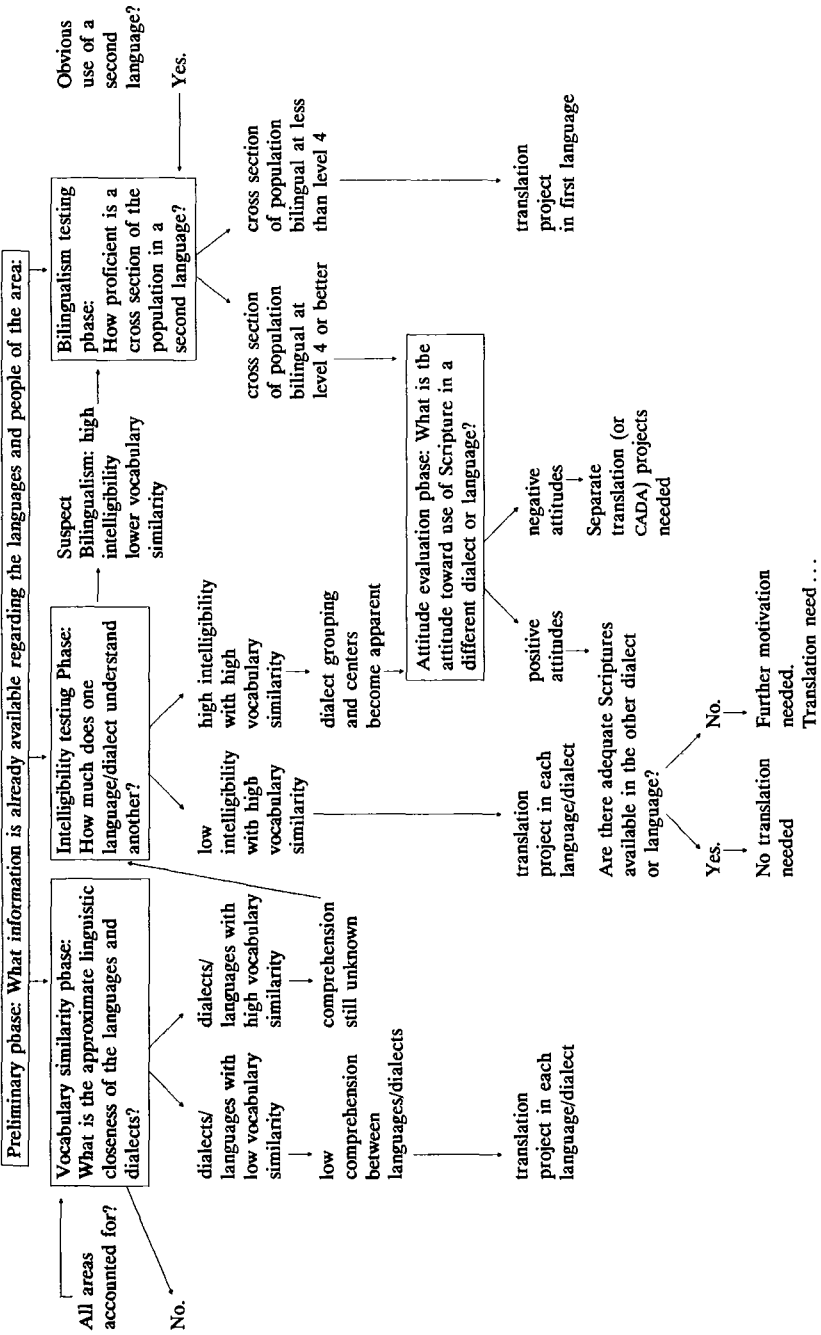 Preliminary phase: What information is already available regarding the languages and people of the area:
All areas
accounted for?
No.
Vocabulary similarity phase:
What is the approximate linguistic
closeness of the languages and
dialects?
dialects/
languages with
low vocabulary
similarity
low
comprehension
between
languages/dialects
translation
project in each
language/dialect
dialects/
languages with
high vocabulary
similarity
comprehension
still unknown
Intelligibility testing Phase:
How much does one
language/dialect understand
another?
low
intelligibility
with high
vocabulary
similarity
translation
project in each
language/dialect
high intelligibility
with high
vocabulary
similarity
dialect grouping
and centers
become apparent
Suspect
Bilingualism: high
intelligibility
lower vocabulary
similarity
Bilingualism testing
phase:
How proficient is a
cross section of the
population in a
second language?
Obvious
use of a
second
language?
Yes.
cross section
of population
bilingual at
level 4 or better
cross section
of population
bilingual at less
than level 4
translation
project
in first language
Attitude evaluation phase: What is the
attitude toward use of Scripture in a
different dialect or language?
positive
attitudes
negative
attitudes
Separate
translation (or
CADA) projects
needed
Are there adequate Scriptures
available in the other dialect
or language?
Yes.
No translation
needed
No.
Further motivation
needed.
Translation need ...